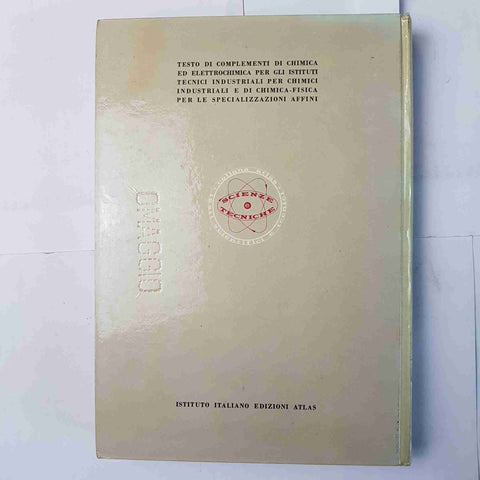 TESTO DI COMPLEMENTI DI CHIMICA
ED ELETTROCHIMICA PER GLI ISTITUTI
TECNICI INDUSTRIALI PER CHIMICI
INDUSTRIALI E DI CHIMICA-FISICA
PER LE SPECIALIZZAZIONI AFFINI
SCIENZE
TECNICHE
OMAGGIO
ISTITUTO ITALIANO EDIZIONI ATLAS